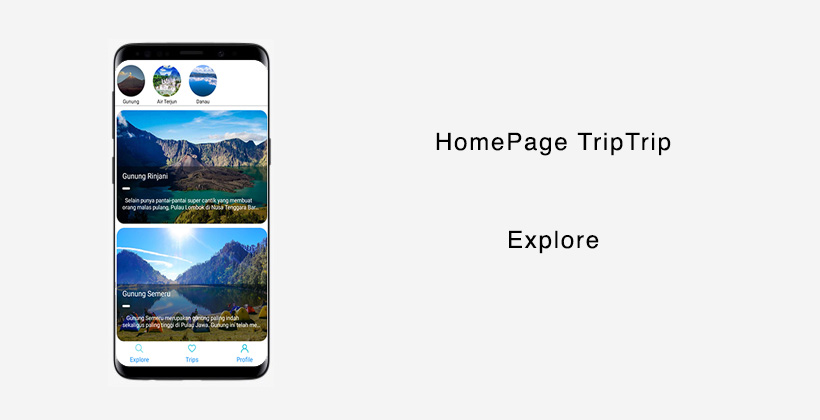 Gunung
Air Terjun
Danau
Gunung Rinjani
Selain punya pantai-pantai super cantik yang membuat
orang malas pulang, Pulau Lombok di Nusa Tenggara Bar...
Gunung Semeru
Gunung Semeru merupakan gunung paling indah
sekaligus paling tinggi di Pulau Jawa. Gunung ini telah me...
Explore
Trips
Profile
HomePage TripTrip
Explore